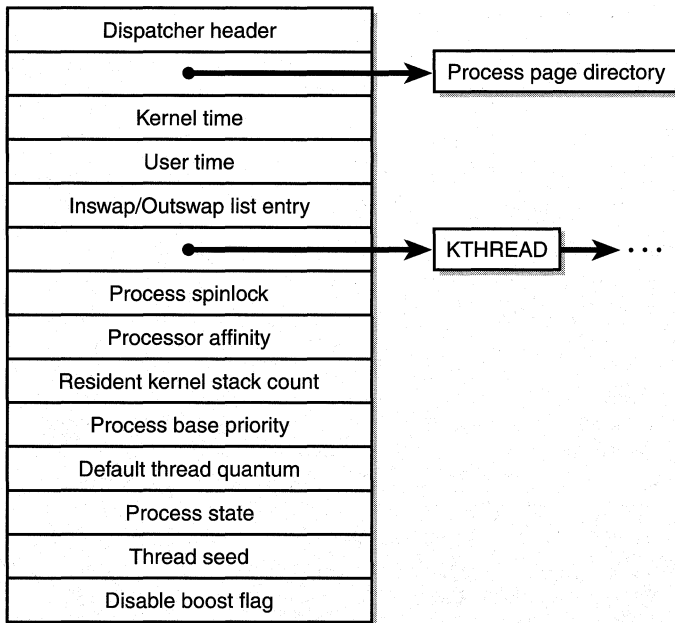 Dispatcher header
Process page directory
Kernel time
User time
Inswap/Outswap list entry
KTHREAD
Process spinlock
Processor affinity
Resident kernel stack count
Process base priority
Default thread quantum
Process state
Thread seed
Disable boost flag